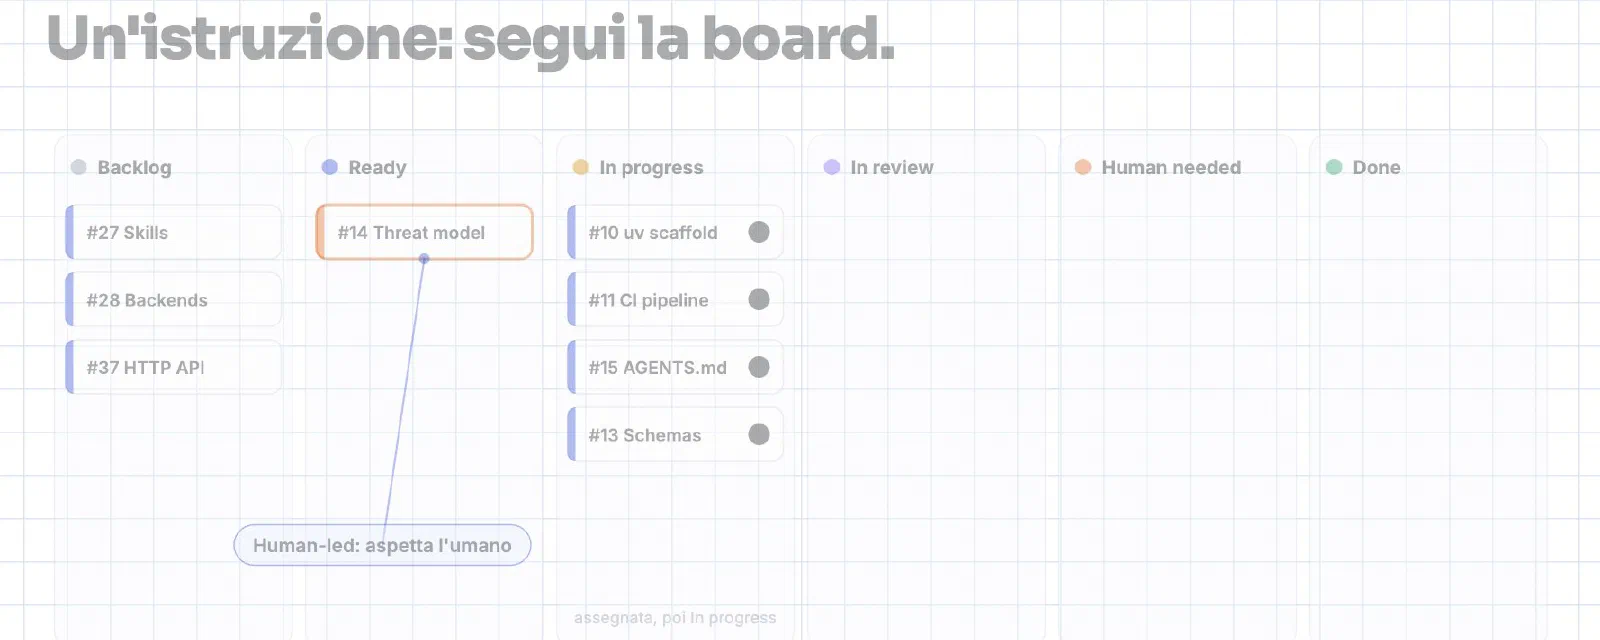 Un'istruzione: segui la board.
Backlog
#27 Skills
#28 Backends
#37 HTTP API
Ready
#14 Threat model
Human-led: aspetta l'umano
In progress
#10 uv scaffold
#11 CI pipeline
#15 AGENTS.md
#13 Schemas
assegnata, poi In progress
In review
Human needed
Done